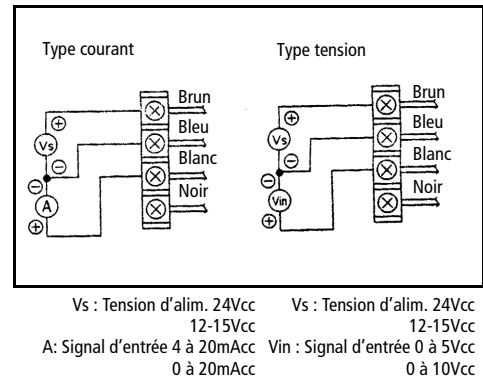 Type courant
Type tension
Brun
Bleu
Blanc
Noir
Vs
A
Brun
Bleu
Blanc
Noir
Vs
Vin
Vs : Tension d’alim. 24Vcc
12-15Vcc
A: Signal d’entrée 4 à 20mAcc
0 à 20mAcc
Vs : Tension d’alim. 24Vcc
12-15Vcc
Vin : Signal d’entrée 0 à 5Vcc
0 à 10Vcc